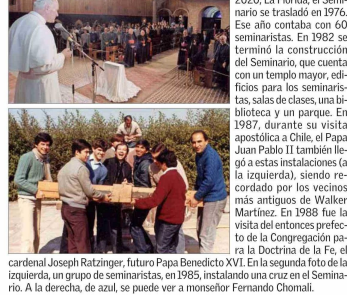 2020, La Florida, el Semi-
nario se trasladó en 1976.
Ese año contaba con 60
seminaristas. En 1982 se
terminó la construcción
del Seminario, que cuenta
con un templo mayor, edi-
ficios para los seminaris-
tas, salas de clases, una bi-
blioteca y un parque. En
1987, durante su visita
apostólica a Chile, el Papa
Juan Pablo II también lle-
gó a estas instalaciones (a
la izquierda), siendo re-
cordado por los vecinos
más antiguos de Walker
Martínez. En 1988 fue la
visita del entonces prefec-
to de la Congregación pa-
ra la Doctrina de la Fe, el
cardenal Joseph Ratzinger, futuro Papa Benedicto XVI. En la segunda foto de la
izquierda, un grupo de seminaristas, en 1985, instalando una cruz en el Semina-
rio. A la derecha, de azul, se puede ver a monseñor Fernando Chomali.